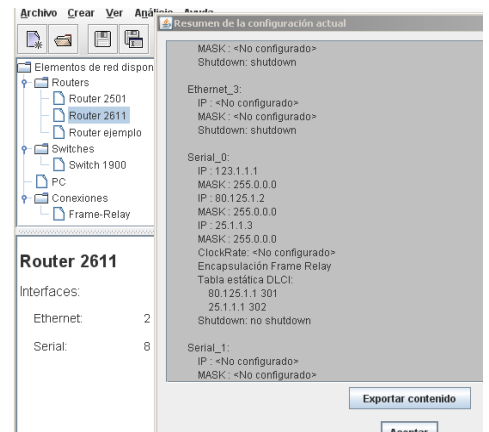 Archivo Crear Ver Análisis Ayuda
Resumen de la configuración actual
Elementos de red dispon
Routers
Router 2501
Router 2611
Router ejemplo
Switches
Switch 1900
PC
Conexiones
Frame-Relay
Router 2611
Interfaces:
Ethernet: 2
Serial: 8
MASK : <No configurado>
Shutdown: shutdown
Ethernet_3:
IP : <No configurado>
MASK : <No configurado>
Shutdown: shutdown
Serial_0:
IP : 123.1.1.1
MASK : 255.0.0.0
IP : 80.125.1.2
MASK : 255.0.0.0
IP : 25.1.1.3
MASK : 255.0.0.0
ClockRate: <No configurado>
Encapsulación Frame Relay
Tabla estática DLCI:
80.125.1.1 301
25.1.1.1 302
Shutdown: no shutdown
Serial_1:
IP : <No configurado>
MASK : <No configurado>
Exportar contenido
Aceptar